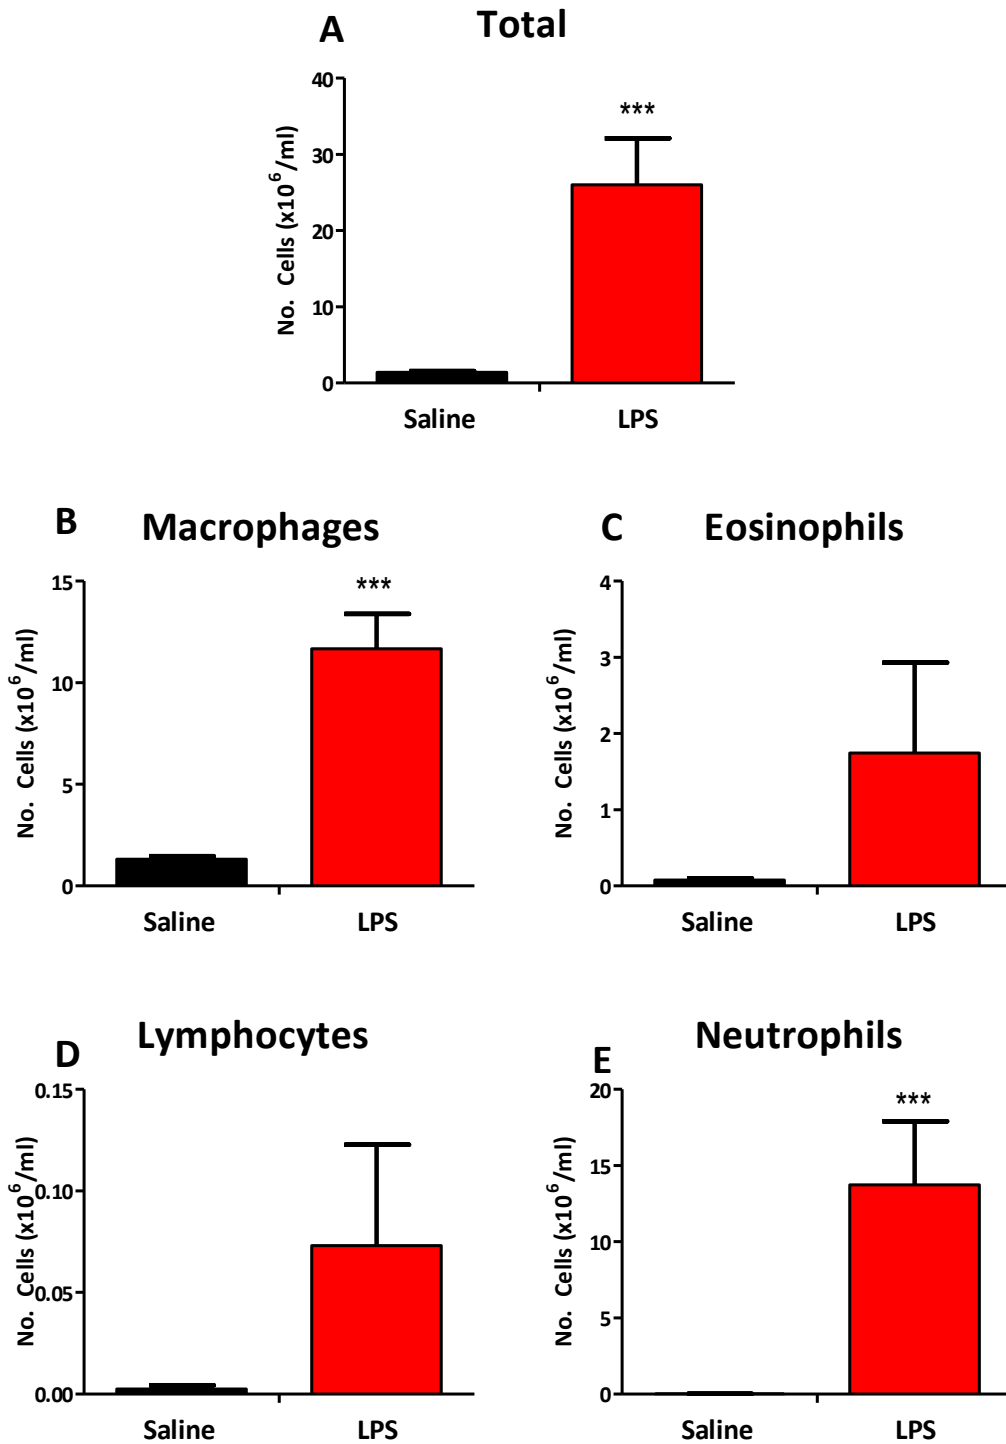 A Total
No. Cells (x10⁶/ml)
40
30
20
10
0
***
Saline LPS
B Macrophages
No. Cells (x10⁶/ml)
15
10
5
0
***
Saline LPS
C Eosinophils
No. Cells (x10⁶/ml)
4
3
2
1
0
Saline LPS
D Lymphocytes
No. Cells (x10⁶/ml)
0.15
0.10
0.05
0.00
Saline LPS
E Neutrophils
No. Cells (x10⁶/ml)
20
15
10
5
0
***
Saline LPS